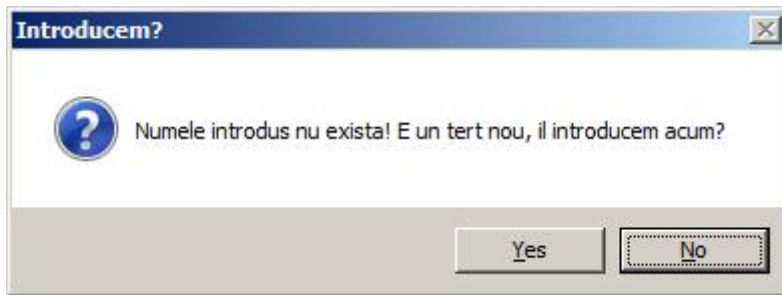 Introducem?
Numele introdus nu exista! E un tert nou, il introducem acum?
Yes
No